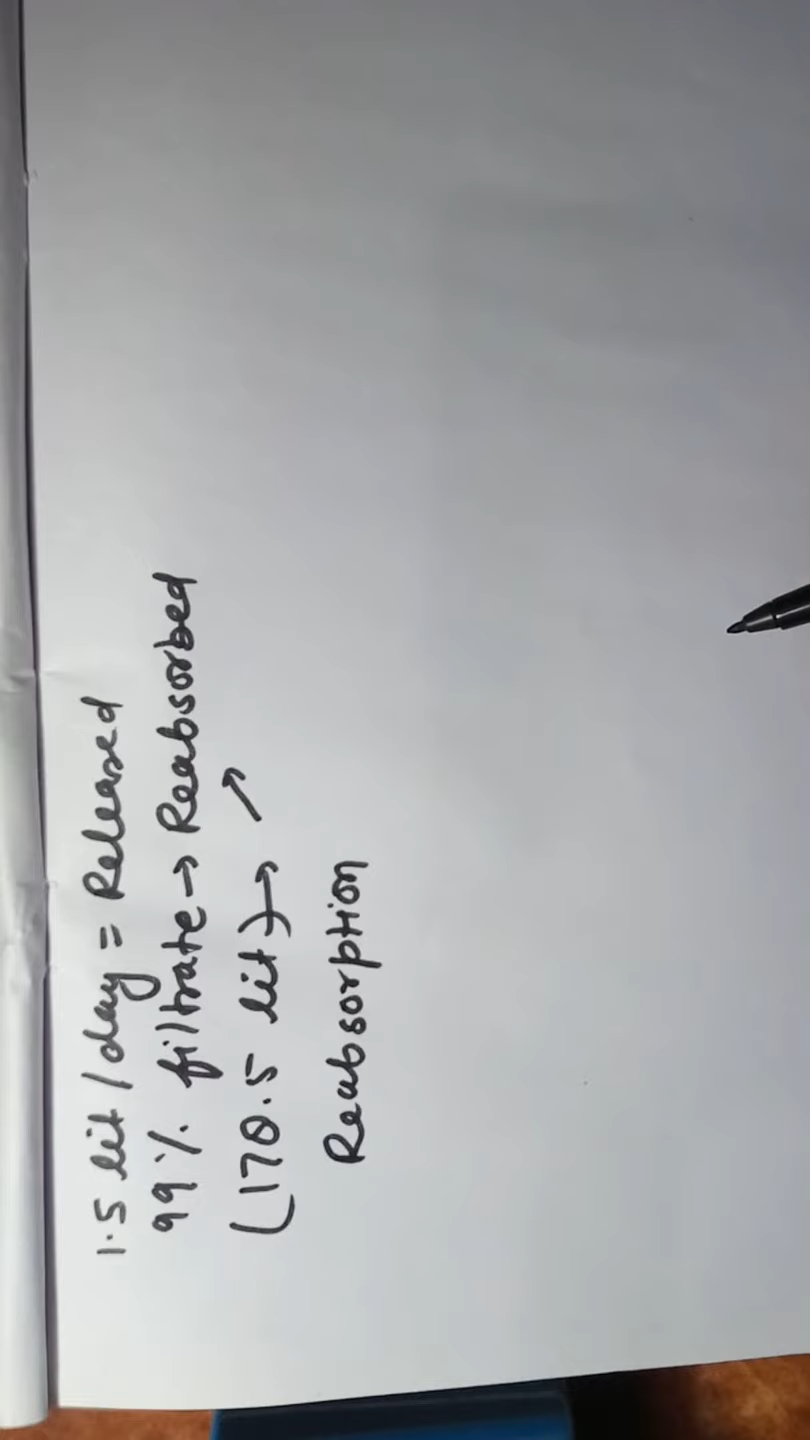 1.5 lit / day = Released
99 % filtrate → Reabsorbed
(170.5 lit) → ↗
Reabsorption